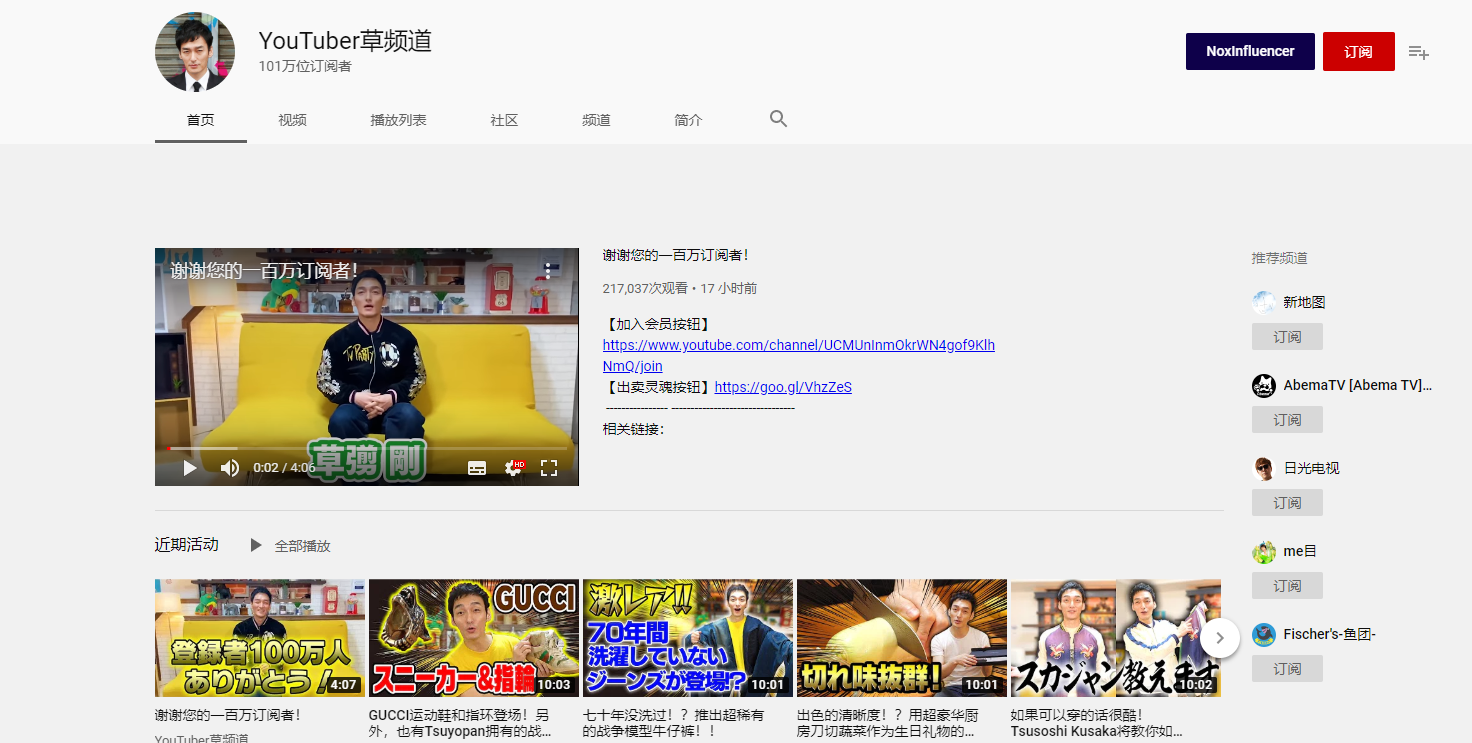 YouTuber草频道
101万位订阅者
NoxInfluencer
订阅
首页
视频
播放列表
社区
频道
简介
谢谢您的一百万订阅者！
草彅 剛
0:02 / 4:06
HD
谢谢您的一百万订阅者！
217,037次观看 • 17 小时前
【加入会员按钮】
https://www.youtube.com/channel/UCMUnInmOkrWN4gof9Klh
NmQ/join
【出卖灵魂按钮】https://goo.gl/VhzZeS
---------------- --------------------------------
相关链接：
推荐频道
新地图
订阅
AbemaTV [Abema TV]...
订阅
日光电视
订阅
me目
订阅
Fischer's-鱼团-
订阅
近期活动
全部播放
登録者100万人
ありがとう！
4:07
谢谢您的一百万订阅者！
YouTuber草频道
GUCCI
スニーカー&指輪
10:03
GUCCI运动鞋和指环登场！另
外，也有Tsuyopan拥有的战...
激レア!!
70年間
洗濯していない
ジーンズが登場!?
10:01
七十年没洗过！？推出超稀有
的战争模型牛仔裤！！
切れ味抜群！
10:01
出色的清晰度！？用超豪华厨
房刀切蔬菜作为生日礼物的...
スカジャン教えます
10:02
如果可以穿的话很酷！
Tsusoshi Kusaka将教你如...